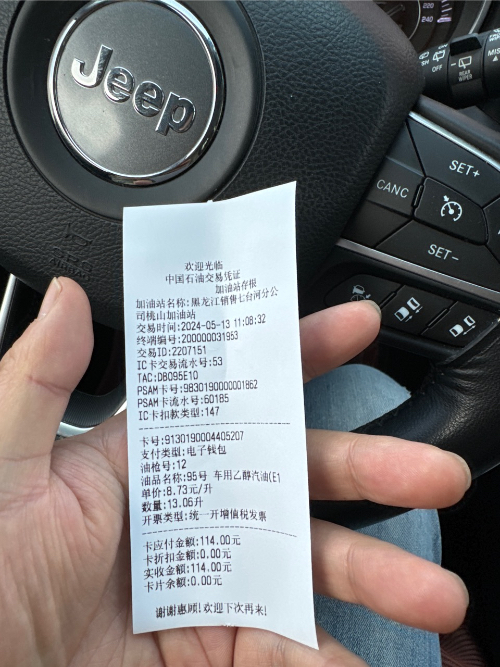 Jeep
220
240
OFF
REAR
WIPER
SET+
CANC
SET-
欢迎光临
中国石油交易凭证
加油站存根
加油站名称:黑龙江销售七台河分公
司桃山加油站
交易时间:2024-05-13 11:08:32
终端编号:200000031953
交易ID:2207151
IC卡交易流水号:53
TAC:DB095E10
PSAM卡号:9830190000001862
PSAM卡流水号:60185
IC卡扣款类型:147
卡号:9130190004405207
支付类型:电子钱包
油枪号:12
油品名称:95号 车用乙醇汽油(E1
单价:8.73元/升
数量:13.06升
开票类型:统一开增值税发票
卡应付金额:114.00元
卡折扣金额:0.00元
实收金额:114.00元
卡片余额:0.00元
谢谢惠顾!欢迎下次再来!